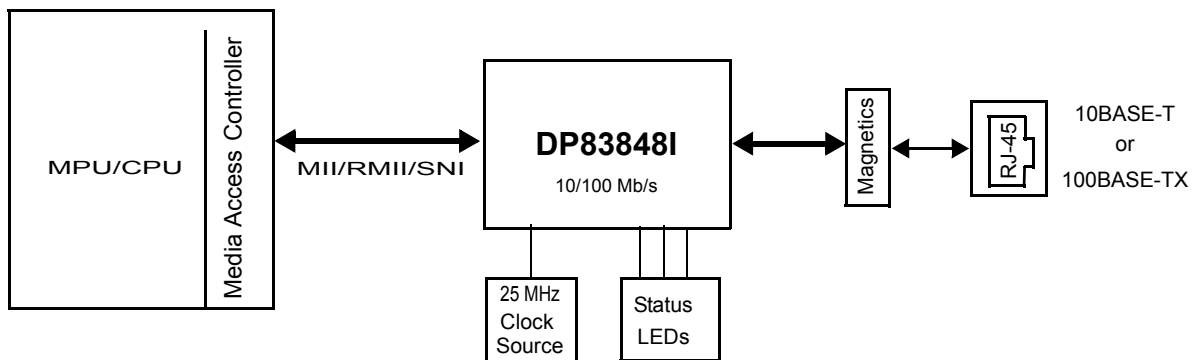 MPU/CPU
Media Access Controller
MII/RMII/SNI
DP83848I
10/100 Mb/s
25 MHz
Clock
Source
Status
LEDs
Magnetics
RJ-45
10BASE-T
or
100BASE-TX